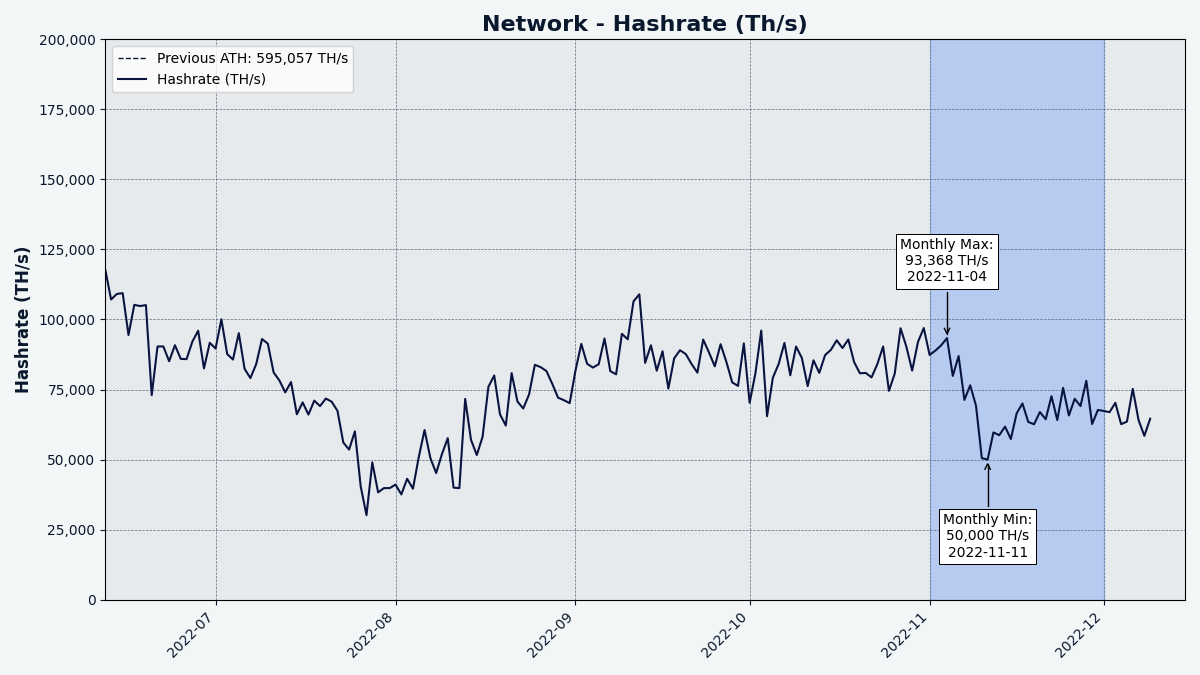 Network - Hashrate (Th/s)
Previous ATH: 595,057 TH/s
Hashrate (TH/s)
Hashrate (TH/s)
200,000
175,000
150,000
125,000
100,000
75,000
50,000
25,000
0
Monthly Max:
93,368 TH/s
2022-11-04
Monthly Min:
50,000 TH/s
2022-11-11
2022-07
2022-08
2022-09
2022-10
2022-11
2022-12